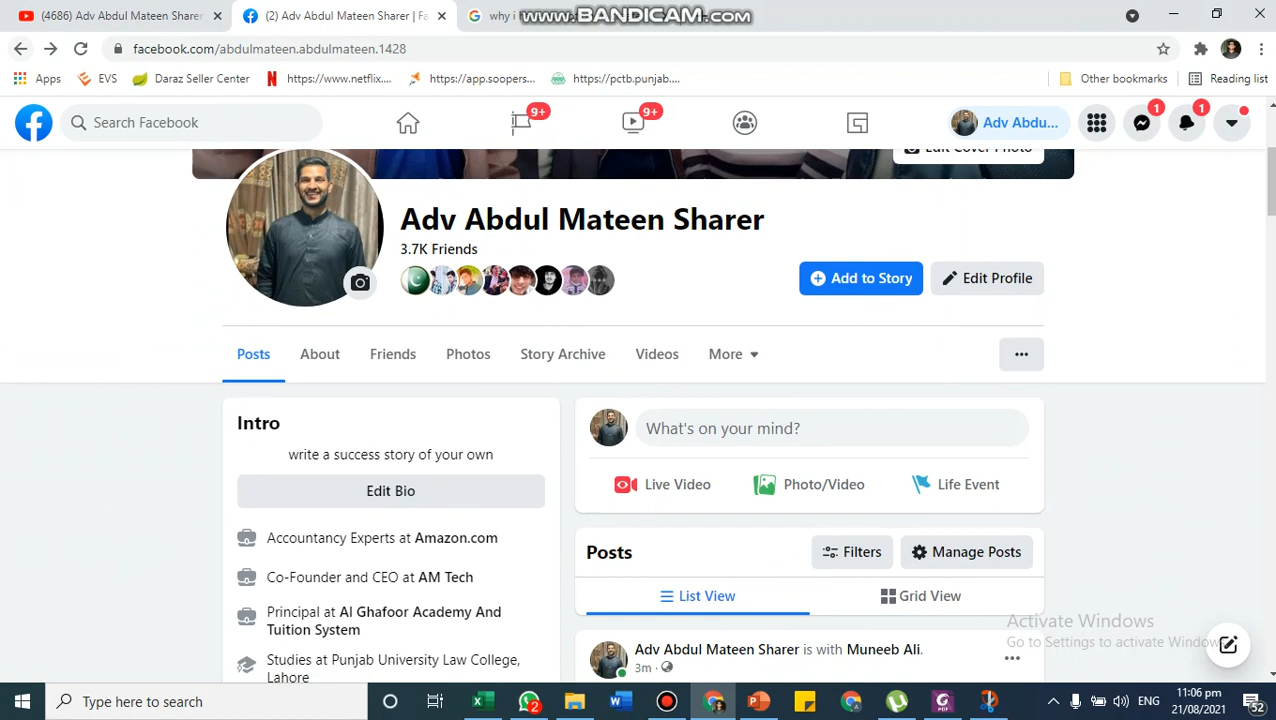 (4686) Adv Abdul Mateen Sharer
(2) Adv Abdul Mateen Sharer | Fa
why i
WWW.BANDICAM.COM
facebook.com/abdulmateen.abdulmateen.1428
Apps EVS Daraz Seller Center https://www.netflix... https://app.soopers... https://pctb.punjab.... Other bookmarks Reading list
Search Facebook 9+ 9+ Adv Abdu... 1 1
Edit Cover Photo
Adv Abdul Mateen Sharer
3.7K Friends
Add to Story Edit Profile
Posts About Friends Photos Story Archive Videos More
Intro
write a success story of your own
Edit Bio
Accountancy Experts at Amazon.com
Co-Founder and CEO at AM Tech
Principal at Al Ghafoor Academy And
Tuition System
Studies at Punjab University Law College,
Lahore
What's on your mind?
Live Video Photo/Video Life Event
Posts Filters Manage Posts
List View Grid View
Adv Abdul Mateen Sharer is with Muneeb Ali.
3m ·
Activate Windows
Go to Settings to activate Windows.
Type here to search 2 ENG 11:06 pm
21/08/2021 52